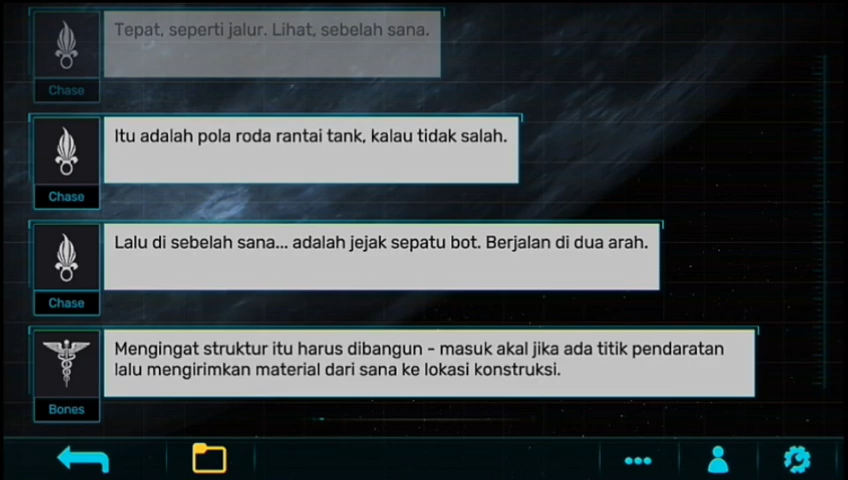 Tepat, seperti jalur. Lihat, sebelah sana.
Chase
Itu adalah pola roda rantai tank, kalau tidak salah.
Chase
Lalu di sebelah sana... adalah jejak sepatu bot. Berjalan di dua arah.
Chase
Mengingat struktur itu harus dibangun - masuk akal jika ada titik pendaratan
lalu mengirimkan material dari sana ke lokasi konstruksi.
Bones